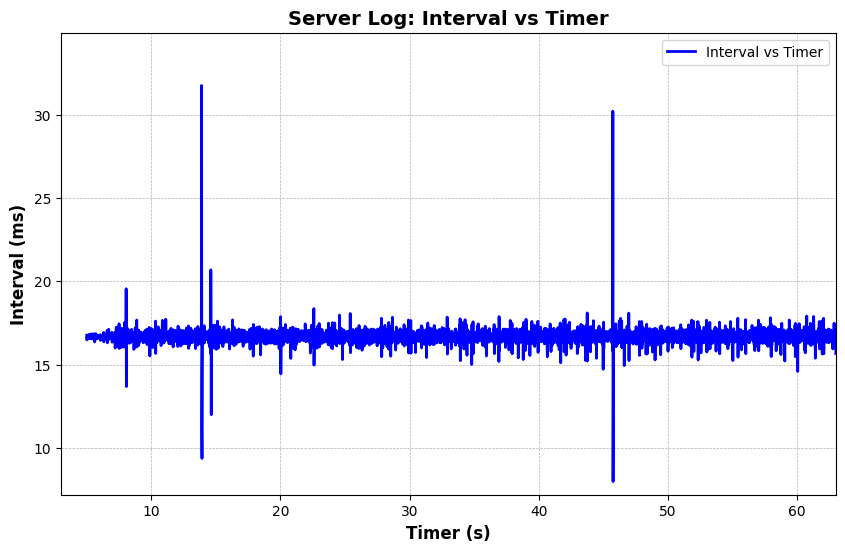 Server Log: Interval vs Timer
Interval vs Timer
30
25
20
15
10
Interval (ms)
10 20 30 40 50 60
Timer (s)